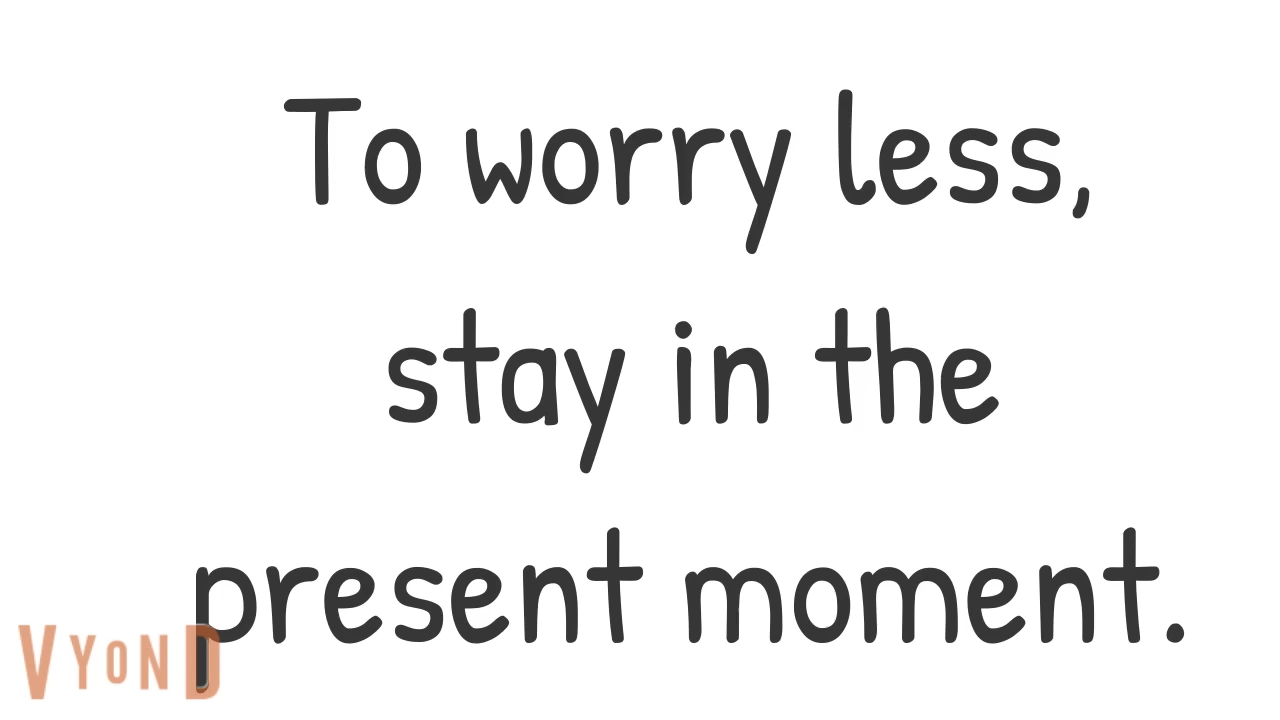 To worry less,
stay in the
present moment.
VYOND